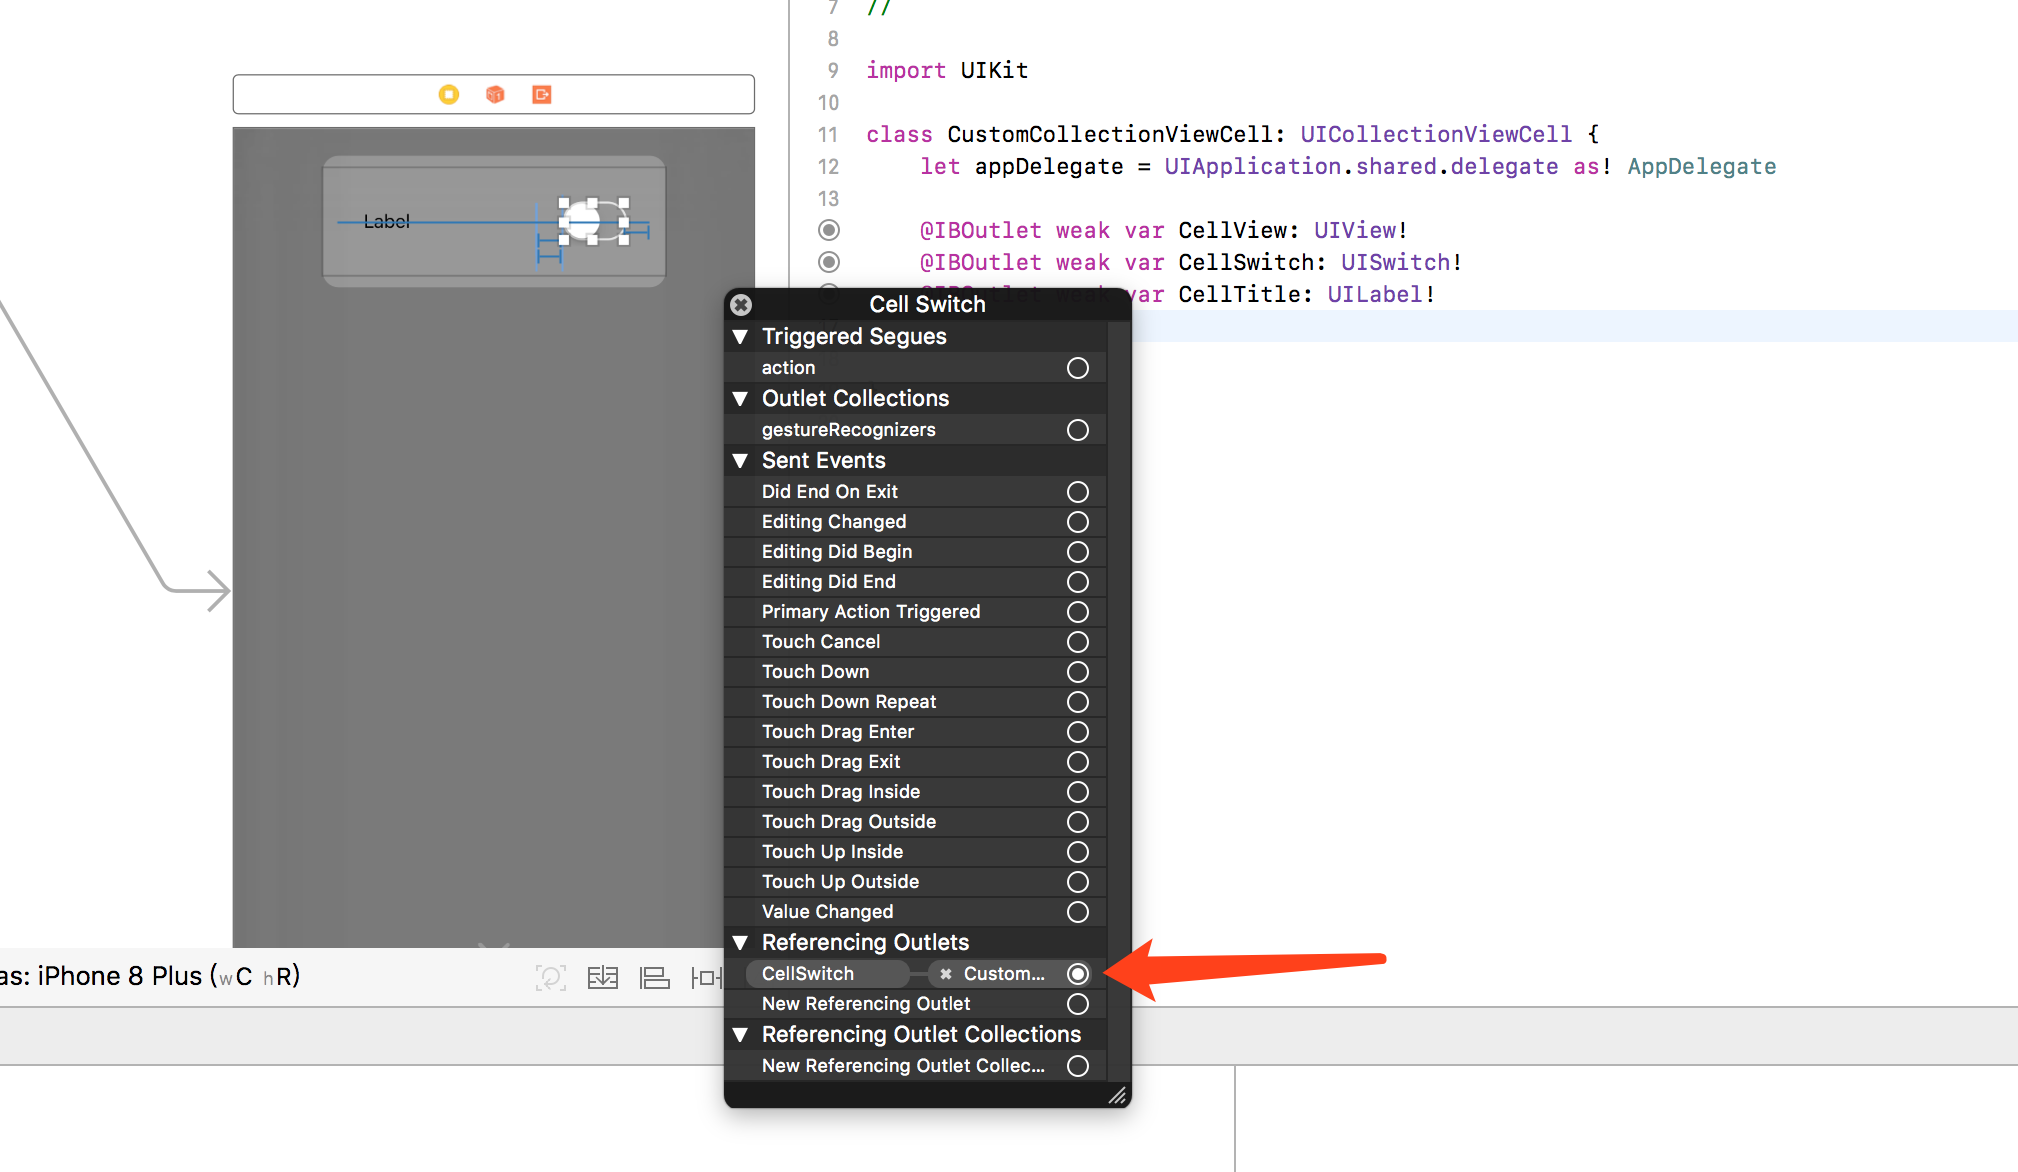 7 //
8
9 import UIKit
10
11 class CustomCollectionViewCell: UICollectionViewCell {
12 let appDelegate = UIApplication.shared.delegate as! AppDelegate
13
@IBOutlet weak var CellView: UIView!
@IBOutlet weak var CellSwitch: UISwitch!
@IBOutlet weak var CellTitle: UILabel!
Label
Cell Switch
Triggered Segues
action
Outlet Collections
gestureRecognizers
Sent Events
Did End On Exit
Editing Changed
Editing Did Begin
Editing Did End
Primary Action Triggered
Touch Cancel
Touch Down
Touch Down Repeat
Touch Drag Enter
Touch Drag Exit
Touch Drag Inside
Touch Drag Outside
Touch Up Inside
Touch Up Outside
Value Changed
Referencing Outlets
CellSwitch Custom...
New Referencing Outlet
Referencing Outlet Collections
New Referencing Outlet Collec...
as: iPhone 8 Plus (wC hR)